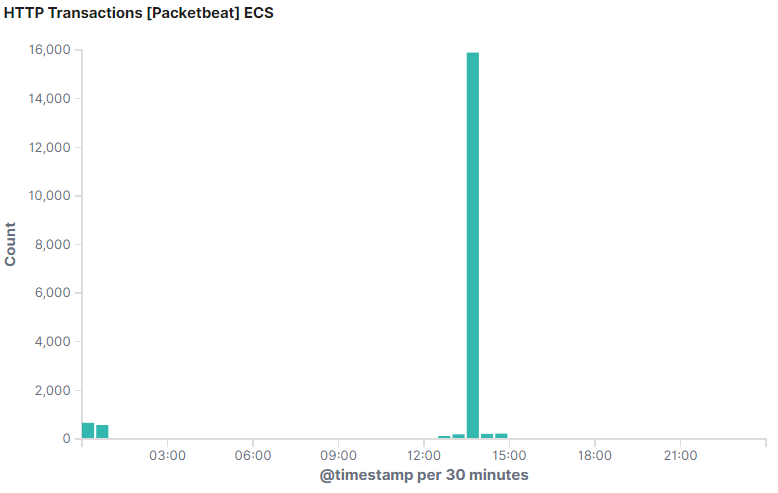 HTTP Transactions [Packetbeat] ECS
16,000
14,000
12,000
10,000
8,000
6,000
4,000
2,000
0
Count
03:00 06:00 09:00 12:00 15:00 18:00 21:00
@timestamp per 30 minutes